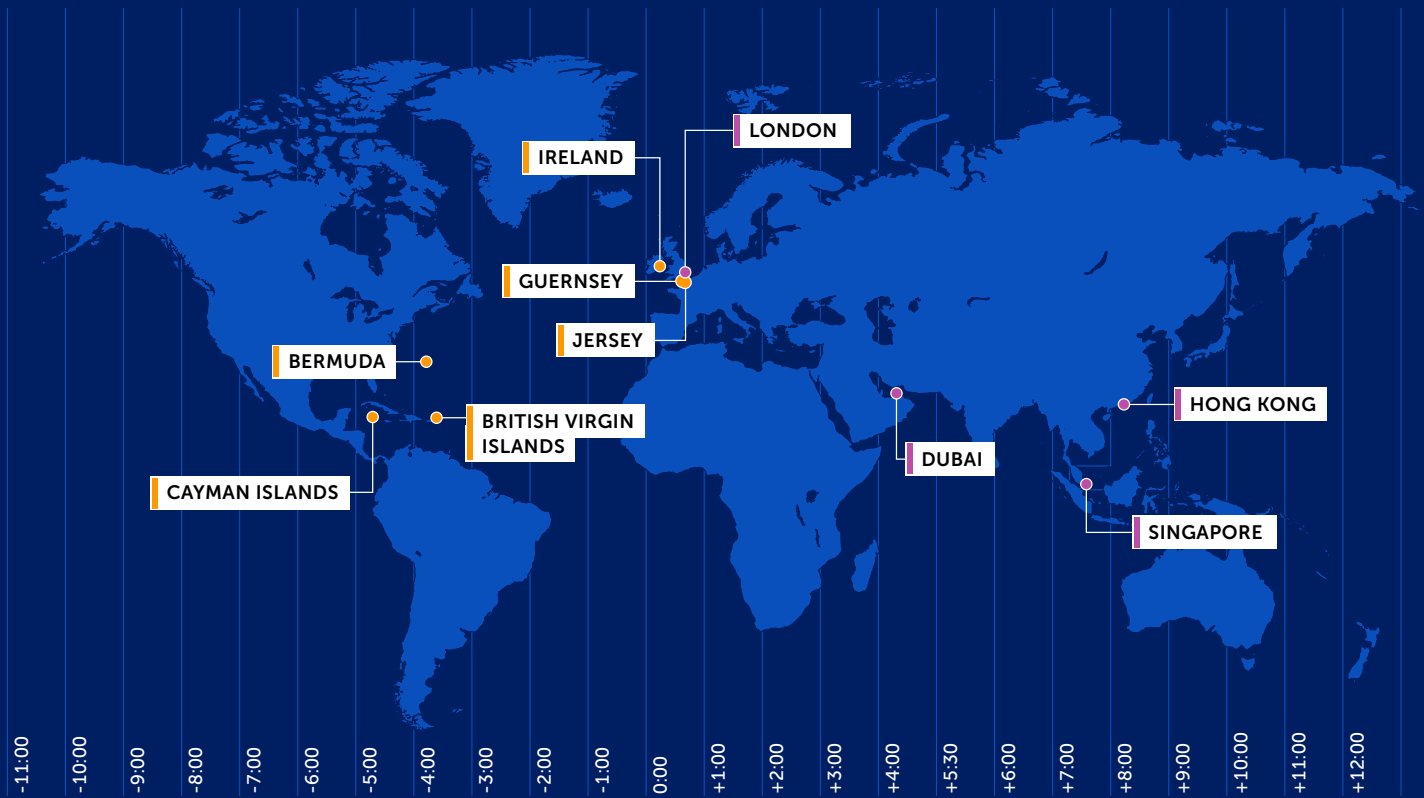 LONDON
IRELAND
GUERNSEY
JERSEY
BERMUDA
BRITISH VIRGIN
ISLANDS
CAYMAN ISLANDS
HONG KONG
DUBAI
SINGAPORE
-11:00
-10:00
-9:00
-8:00
-7:00
-6:00
-5:00
-4:00
-3:00
-2:00
-1:00
0:00
+1:00
+2:00
+3:00
+4:00
+5:30
+6:00
+7:00
+8:00
+9:00
+10:00
+11:00
+12:00